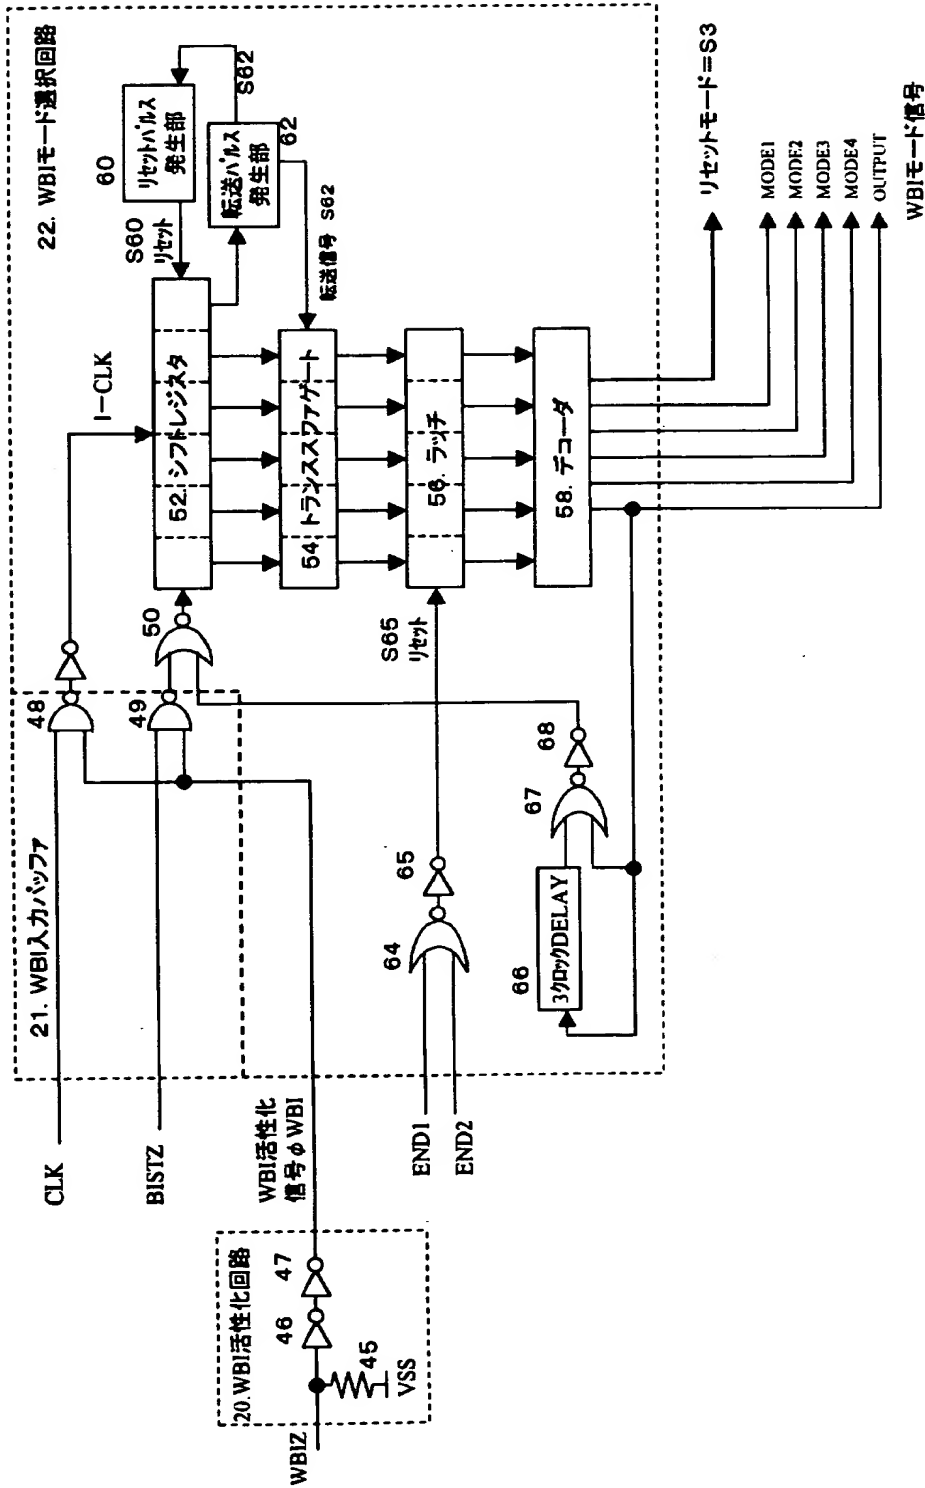 22. WBIモード選択回路
60
リセットパルス
発生部
S62
転送パルス
発生部
62
S60
リセット
転送信号 S62
I-CLK
52. シフトレジスタ
54 トランススファゲート
56. ラッチ
58. デコーダ
50
48
49
21. WBI入力バッファ
S65
リセット
65
64
68
67
66
3クロックDELAY
CLK
BISTZ
WBI活性化
信号φWBI
END1
END2
20.WBI活性化回路
47
46
45
VSS
WBIZ
リセットモード=S3
MODE1
MODE2
MODE3
MODE4
OUTPUT
WBIモード信号